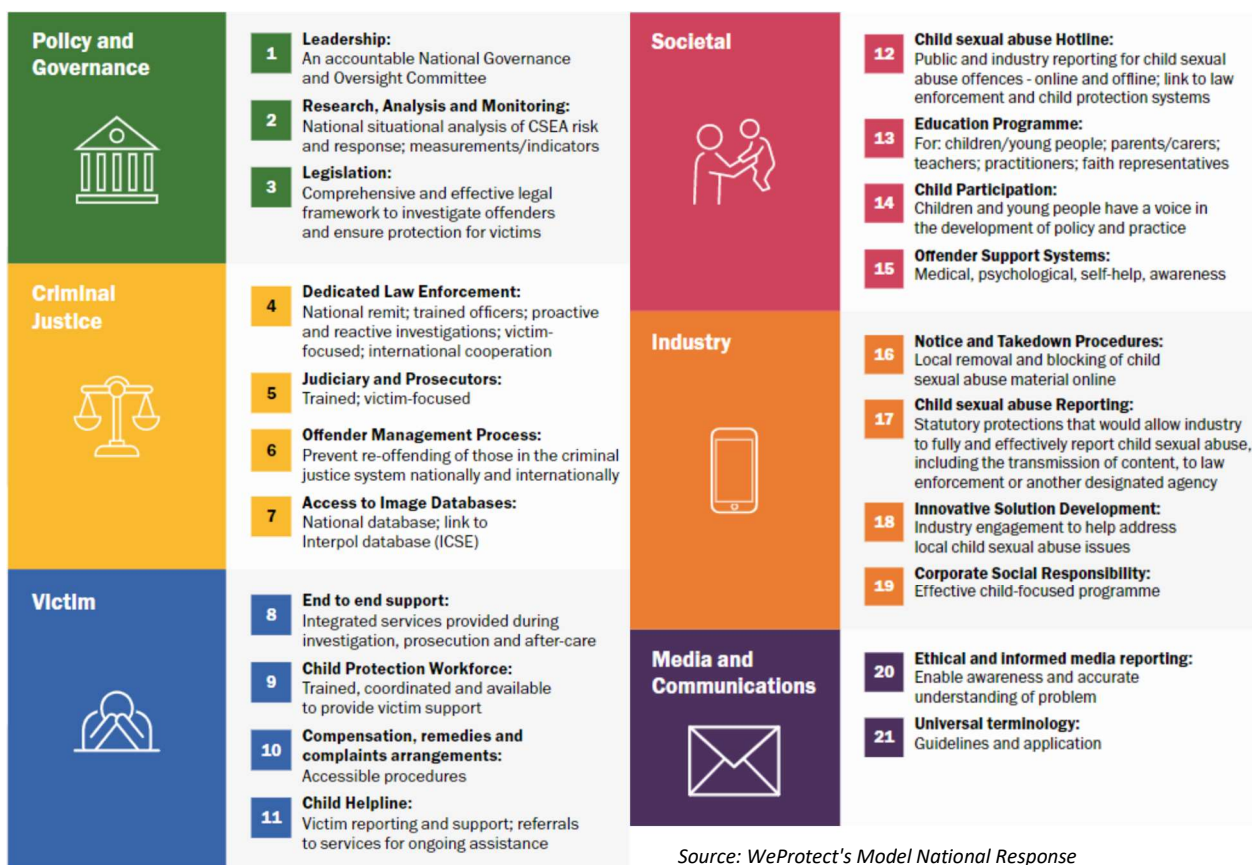 Policy and
Governance
1
Leadership:
An accountable National Governance
and Oversight Committee
2
Research, Analysis and Monitoring:
National situational analysis of CSEA risk
and response; measurements/indicators
3
Legislation:
Comprehensive and effective legal
framework to investigate offenders
and ensure protection for victims
Criminal
Justice
4
Dedicated Law Enforcement:
National remit; trained officers; proactive
and reactive investigations; victim-
focused; international cooperation
5
Judiciary and Prosecutors:
Trained; victim-focused
6
Offender Management Process:
Prevent re-offending of those in the criminal
justice system nationally and internationally
7
Access to Image Databases:
National database; link to
Interpol database (ICSE)
Victim
8
End to end support:
Integrated services provided during
investigation, prosecution and after-care
9
Child Protection Workforce:
Trained, coordinated and available
to provide victim support
10
Compensation, remedies and
complaints arrangements:
Accessible procedures
11
Child Helpline:
Victim reporting and support; referrals
to services for ongoing assistance
Societal
12
Child sexual abuse Hotline:
Public and industry reporting for child sexual
abuse offences - online and offline; link to law
enforcement and child protection systems
13
Education Programme:
For: children/young people; parents/carers;
teachers; practitioners; faith representatives
14
Child Participation:
Children and young people have a voice in
the development of policy and practice
15
Offender Support Systems:
Medical, psychological, self-help, awareness
Industry
16
Notice and Takedown Procedures:
Local removal and blocking of child
sexual abuse material online
17
Child sexual abuse Reporting:
Statutory protections that would allow industry
to fully and effectively report child sexual abuse,
including the transmission of content, to law
enforcement or another designated agency
18
Innovative Solution Development:
Industry engagement to help address
local child sexual abuse issues
19
Corporate Social Responsibility:
Effective child-focused programme
Media and
Communications
20
Ethical and informed media reporting:
Enable awareness and accurate
understanding of problem
21
Universal terminology:
Guidelines and application
Source: WeProtect's Model National Response